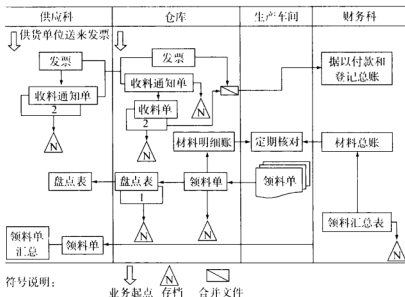 供应科 仓库 生产车间 财务科
供货单位送来发票
发票 发票 据以付款和
登记总账
收料通知单 收料通知单
2 收料单 N
2
N N
材料明细账 定期核对 材料总账
盘点表 盘点表 领料单 领料单
1
领料单
汇总 领料单 N N 领料汇总表
N
符号说明: N
业务起点 存档 合并文件